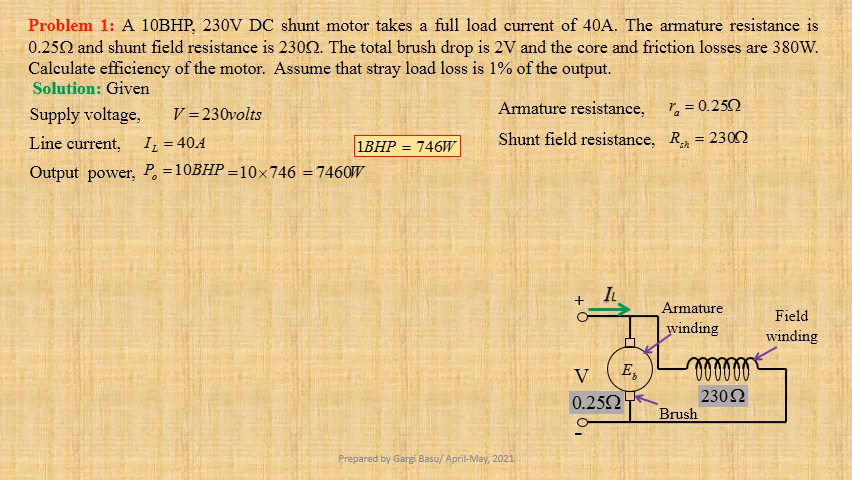 Problem 1: A 10BHP, 230V DC shunt motor takes a full load current of 40A. The armature resistance is
0.25Ω and shunt field resistance is 230Ω. The total brush drop is 2V and the core and friction losses are 380W.
Calculate efficiency of the motor. Assume that stray load loss is 1% of the output.
Solution: Given
Supply voltage, V = 230volts
Armature resistance, rₐ = 0.25Ω
Line current, I_L = 40A
1BHP = 746W
Shunt field resistance, R_sh = 230Ω
Output power, Pₒ = 10BHP = 10×746 = 7460W
+ I_L
Armature
winding
Field
winding
V
E_b
0.25Ω
230Ω
Brush
-
Prepared by Gargi Basu/ April-May, 2021.